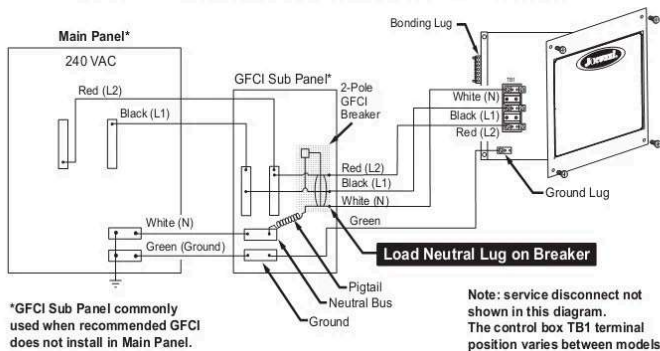 Main Panel*
240 VAC
Red (L2)
Black (L1)
White (N)
Green (Ground)
GFCI Sub Panel*
2-Pole
GFCI
Breaker
Red (L2)
Black (L1)
White (N)
Green
Load Neutral Lug on Breaker
Pigtail
Neutral Bus
Ground
Bonding Lug
TB1
White (N)
Black (L1)
Red (L2)
Jacuzzi
Ground Lug
*GFCI Sub Panel commonly
used when recommended GFCI
does not install in Main Panel.
Note: service disconnect not
shown in this diagram.
The control box TB1 terminal
position varies between models